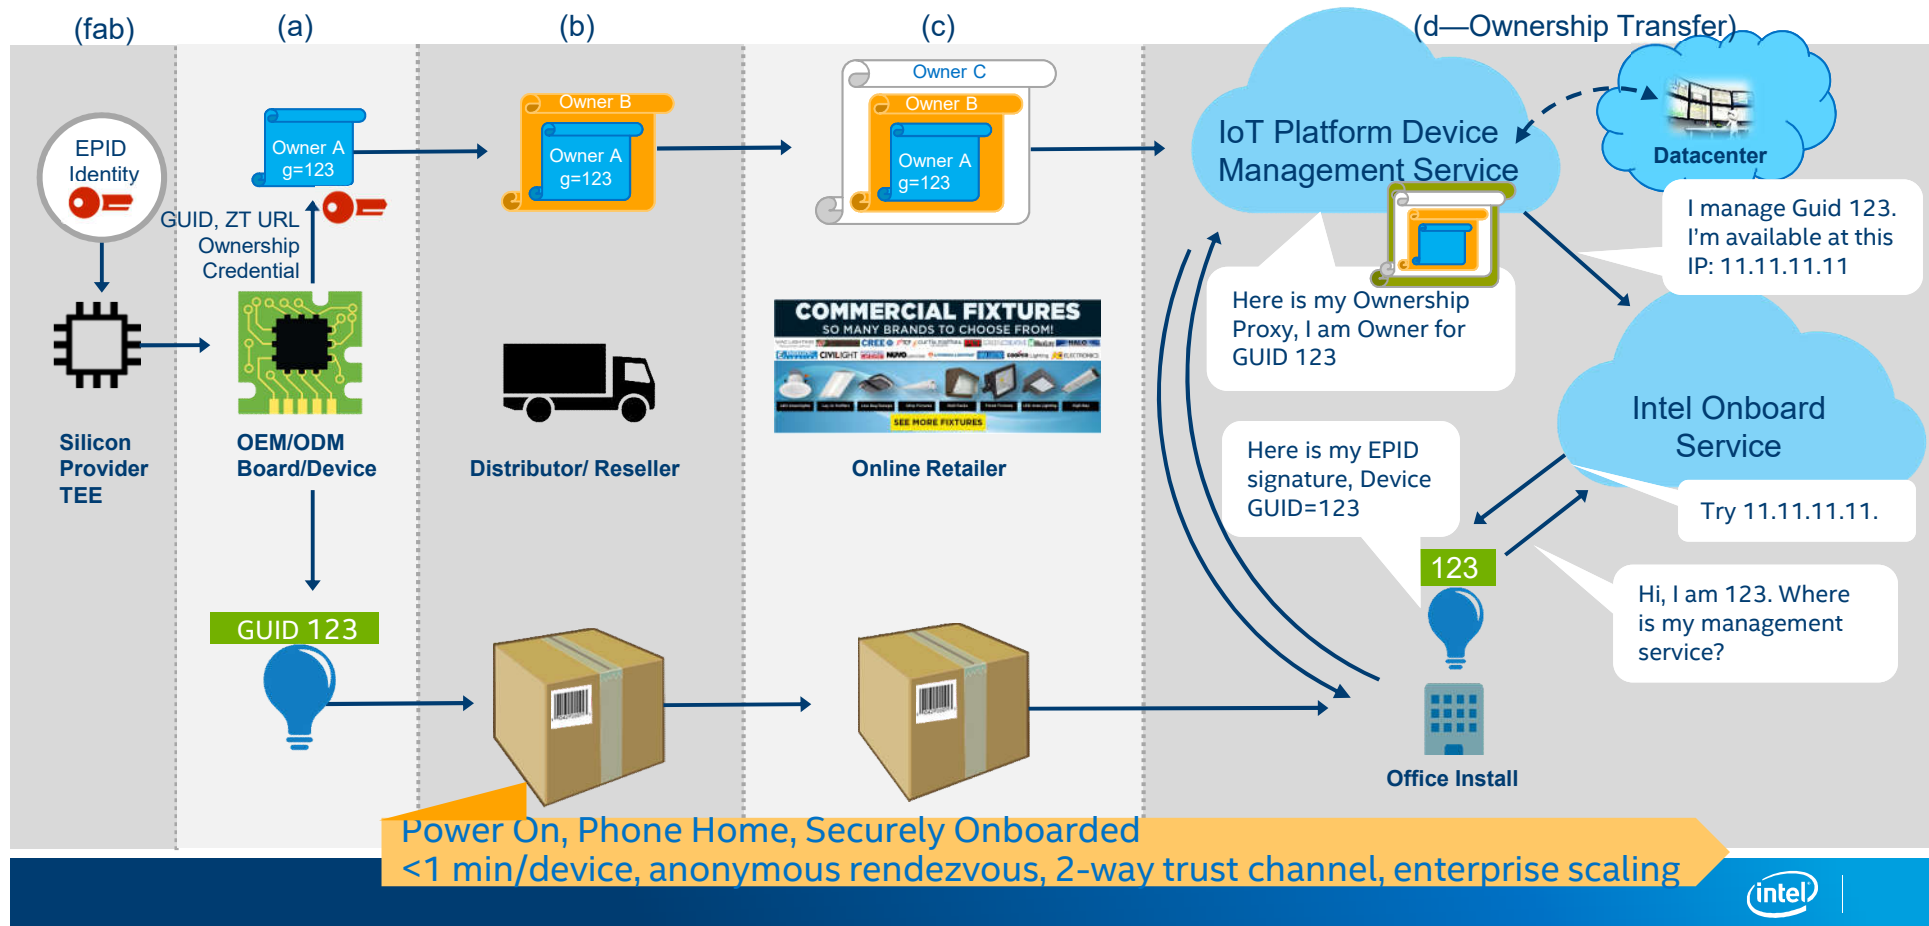 (fab)
(a)
(b)
(c)
(d—Ownership Transfer)
EPID
Identity
Owner A
g=123
GUID, ZT URL
Ownership
Credential
Owner B
Owner A
g=123
Owner C
Owner B
Owner A
g=123
IoT Platform Device
Management Service
Datacenter
I manage Guid 123.
I'm available at this
IP: 11.11.11.11
Here is my Ownership
Proxy, I am Owner for
GUID 123
COMMERCIAL FIXTURES
SO MANY BRANDS TO CHOOSE FROM!
CREE
CIVILIGHT
NUVO
SEE MORE FIXTURES
Silicon
Provider
TEE
OEM/ODM
Board/Device
Distributor/ Reseller
Online Retailer
Intel Onboard
Service
Here is my EPID
signature, Device
GUID=123
Try 11.11.11.11.
123
Hi, I am 123. Where
is my management
service?
GUID 123
Office Install
Power On, Phone Home, Securely Onboarded
<1 min/device, anonymous rendezvous, 2-way trust channel, enterprise scaling
intel